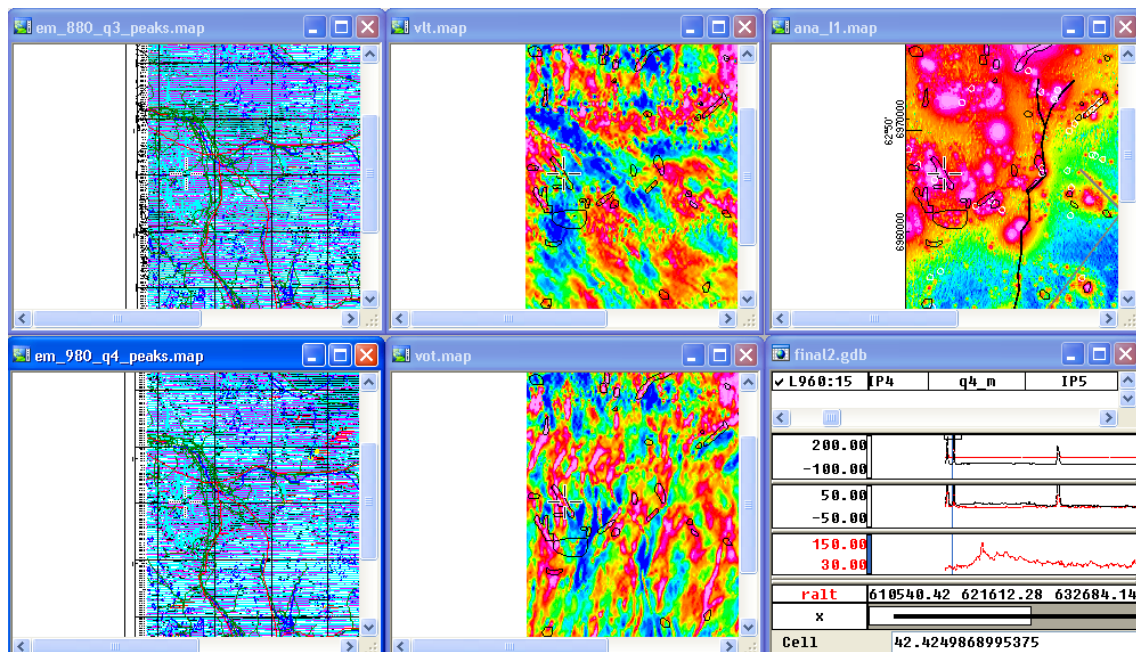 em_880_q3_peaks.map
vlt.map
ana_l1.map
62°50'
6970000
6960000
em_980_q4_peaks.map
vot.map
final2.gdb
L960:15 IP4 q4_m IP5
200.00
-100.00
50.00
-50.00
150.00
30.00
ralt 610540.42 621612.28 632684.14
x
Cell 42.4249868995375